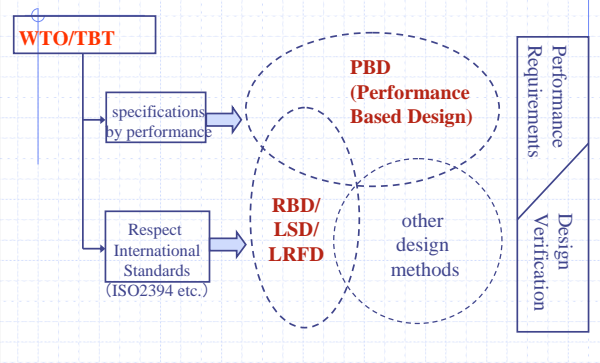 WTO/TBT
specifications
by performance
Respect
International
Standards
（ISO2394 etc.）
PBD
(Performance
Based Design)
RBD/
LSD/
LRFD
other
design
methods
Performance
Requirements
Design
Verification